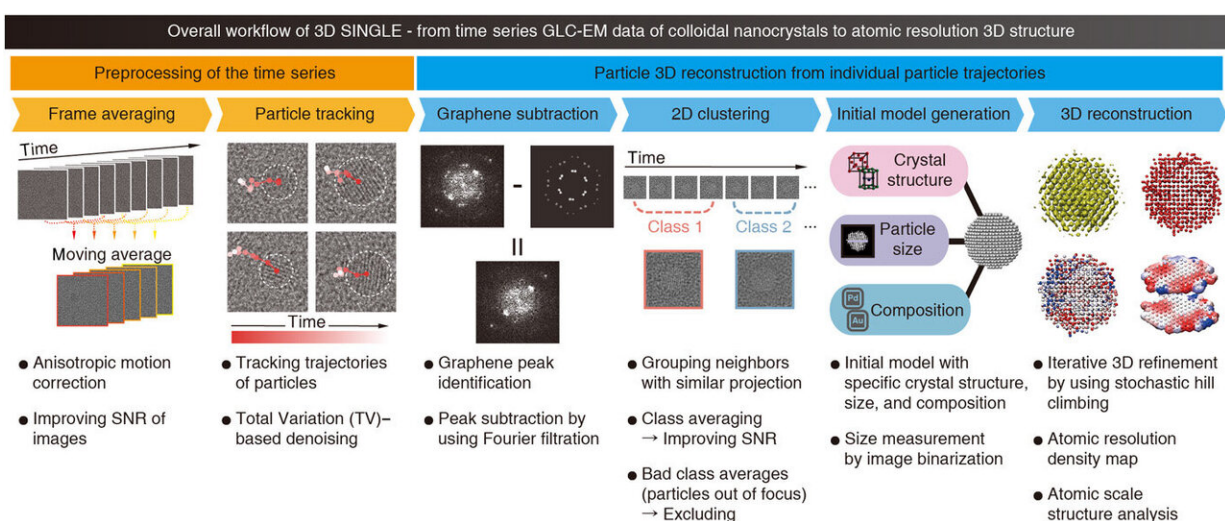 Overall workflow of 3D SINGLE - from time series GLC-EM data of colloidal nanocrystals to atomic resolution 3D structure
Preprocessing of the time series
Particle 3D reconstruction from individual particle trajectories
Frame averaging
Particle tracking
Graphene subtraction
2D clustering
Initial model generation
3D reconstruction
Time
Moving average
Time
Time
...
Class 1
Class 2
...
Crystal
structure
Particle
size
Pd
Au
Composition
● Anisotropic motion
correction
● Improving SNR of
images
● Tracking trajectories
of particles
● Total Variation (TV)–
based denoising
● Graphene peak
identification
● Peak subtraction by
using Fourier filtration
● Grouping neighbors
with similar projection
● Class averaging
→ Improving SNR
● Bad class averages
(particles out of focus)
→ Excluding
● Initial model with
specific crystal structure,
size, and composition
● Size measurement
by image binarization
● Iterative 3D refinement
by using stochastic hill
climbing
● Atomic resolution
density map
● Atomic scale
structure analysis